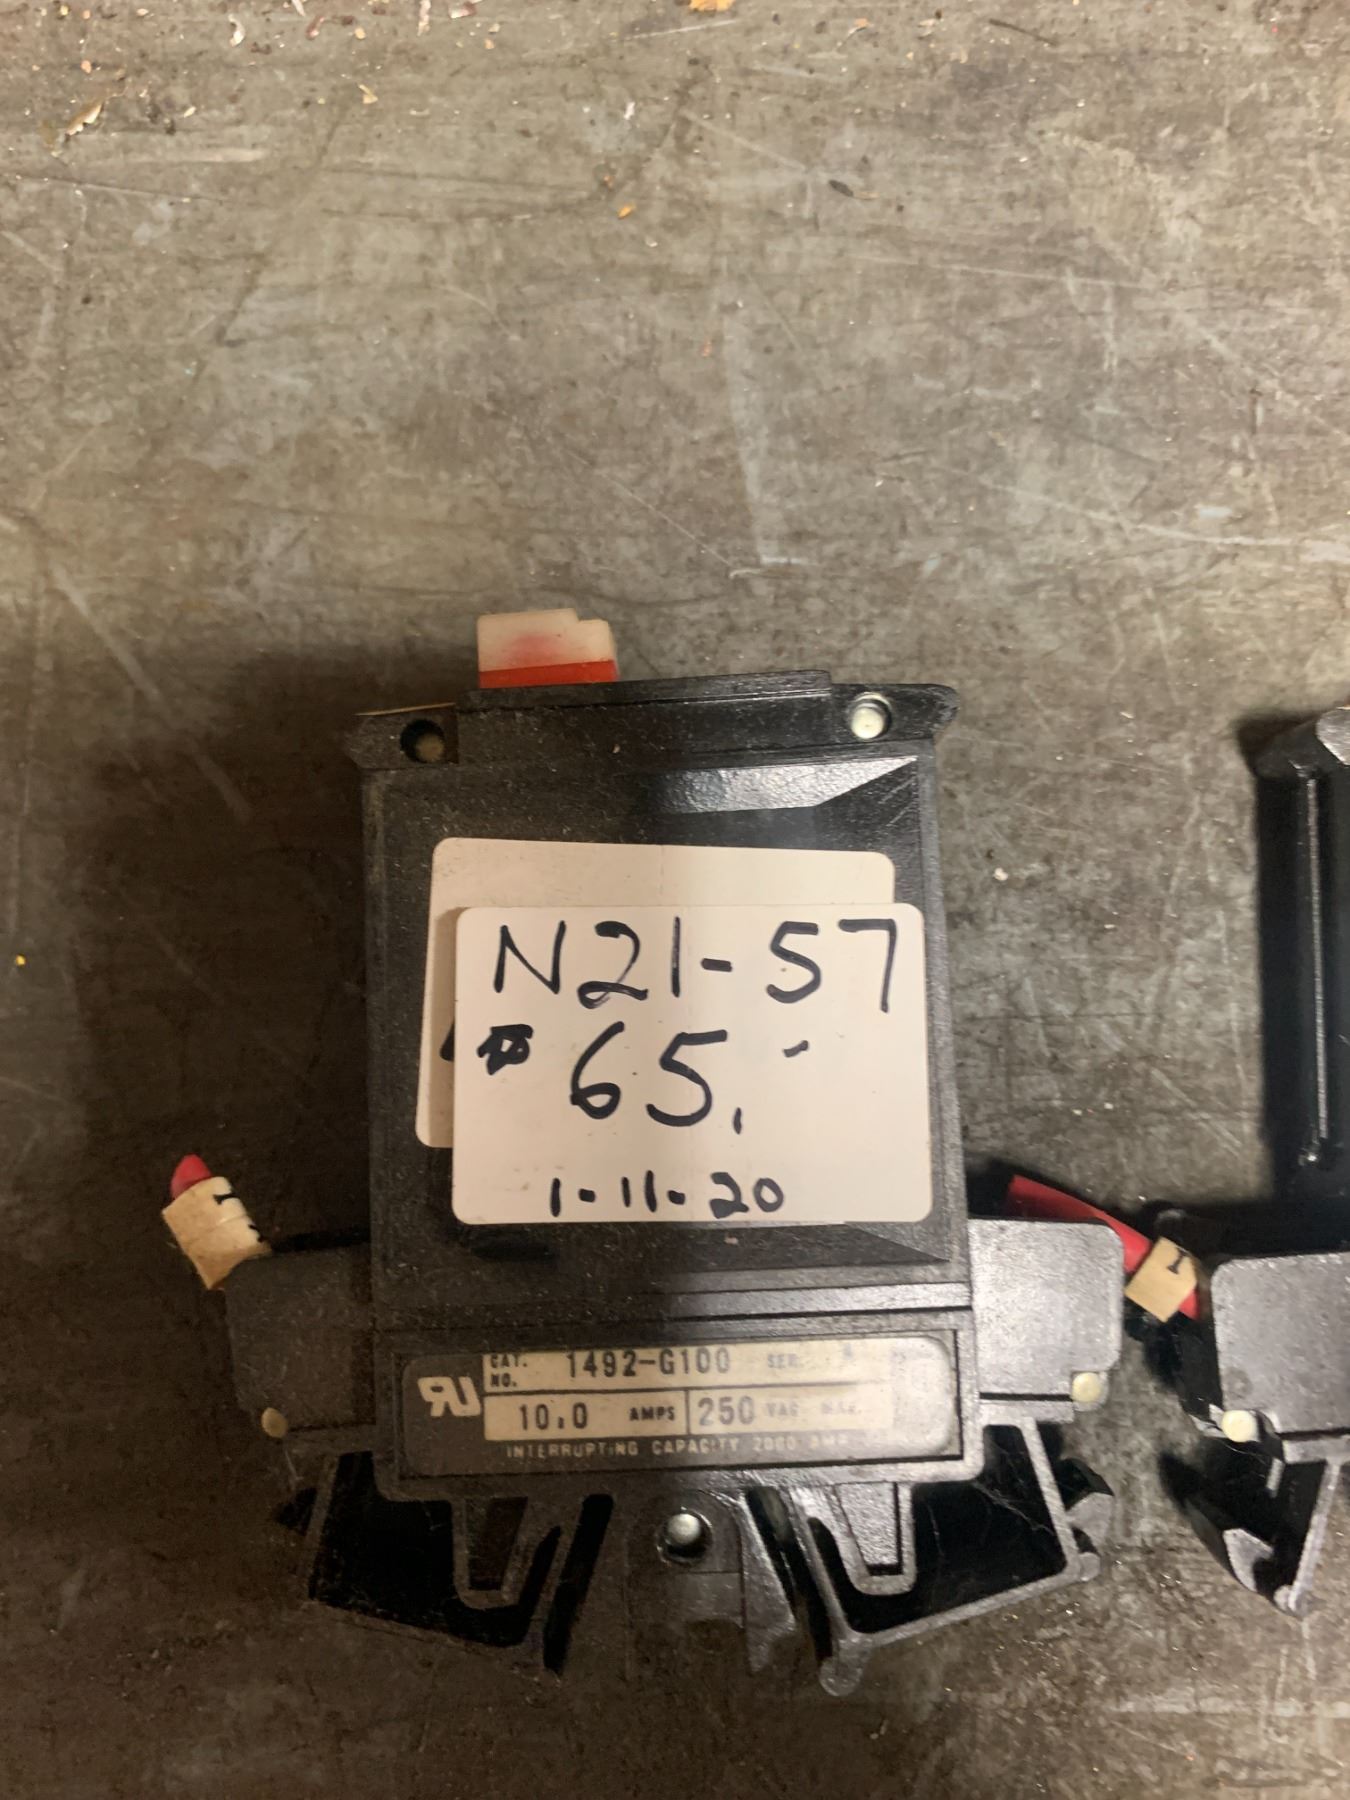 N21-57
65.
1-11-20
CAT. NO. 1492-G100 SER. A
10.0 AMPS 250 VAC MAX.
INTERRUPTING CAPACITY 2000 AMP